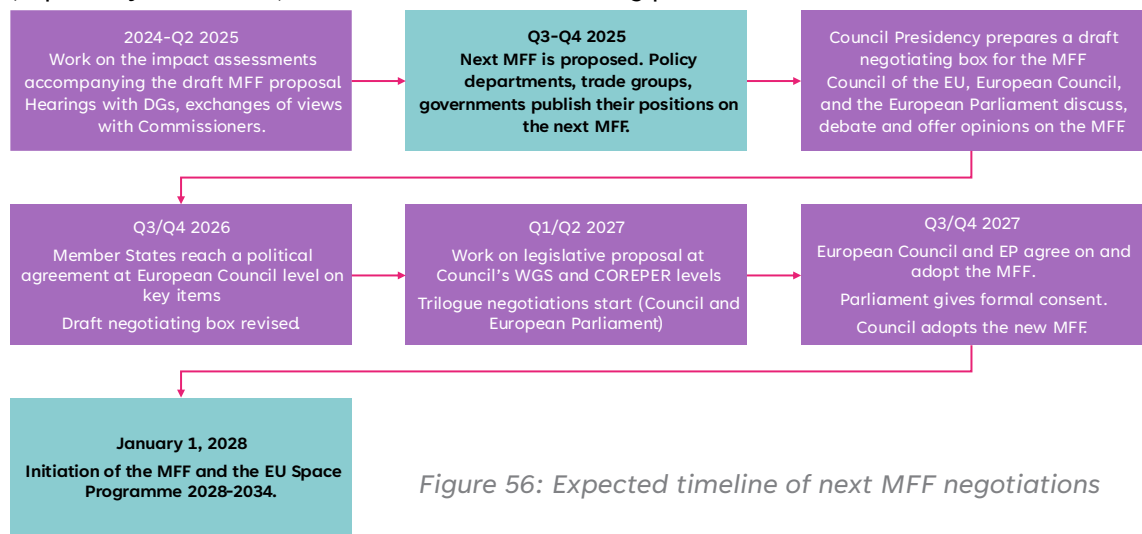 2024-Q2 2025
Work on the impact assessments
accompanying the draft MFF proposal
Hearings with DGs, exchanges of views
with Commissioners.
Q3-Q4 2025
Next MFF is proposed. Policy
departments, trade groups,
governments publish their positions on
the next MFF.
Council Presidency prepares a draft
negotiating box for the MFF
Council of the EU, European Council,
and the European Parliament discuss,
debate and offer opinions on the MFF.
Q3/Q4 2026
Member States reach a political
agreement at European Council level on
key items
Draft negotiating box revised.
Q1/Q2 2027
Work on legislative proposal at
Council's WGS and COREPER levels
Trilogue negotiations start (Council and
European Parliament)
Q3/Q4 2027
European Council and EP agree on and
adopt the MFF.
Parliament gives formal consent.
Council adopts the new MFF.
January 1, 2028
Initiation of the MFF and the EU Space
Programme 2028-2034.
Figure 56: Expected timeline of next MFF negotiations